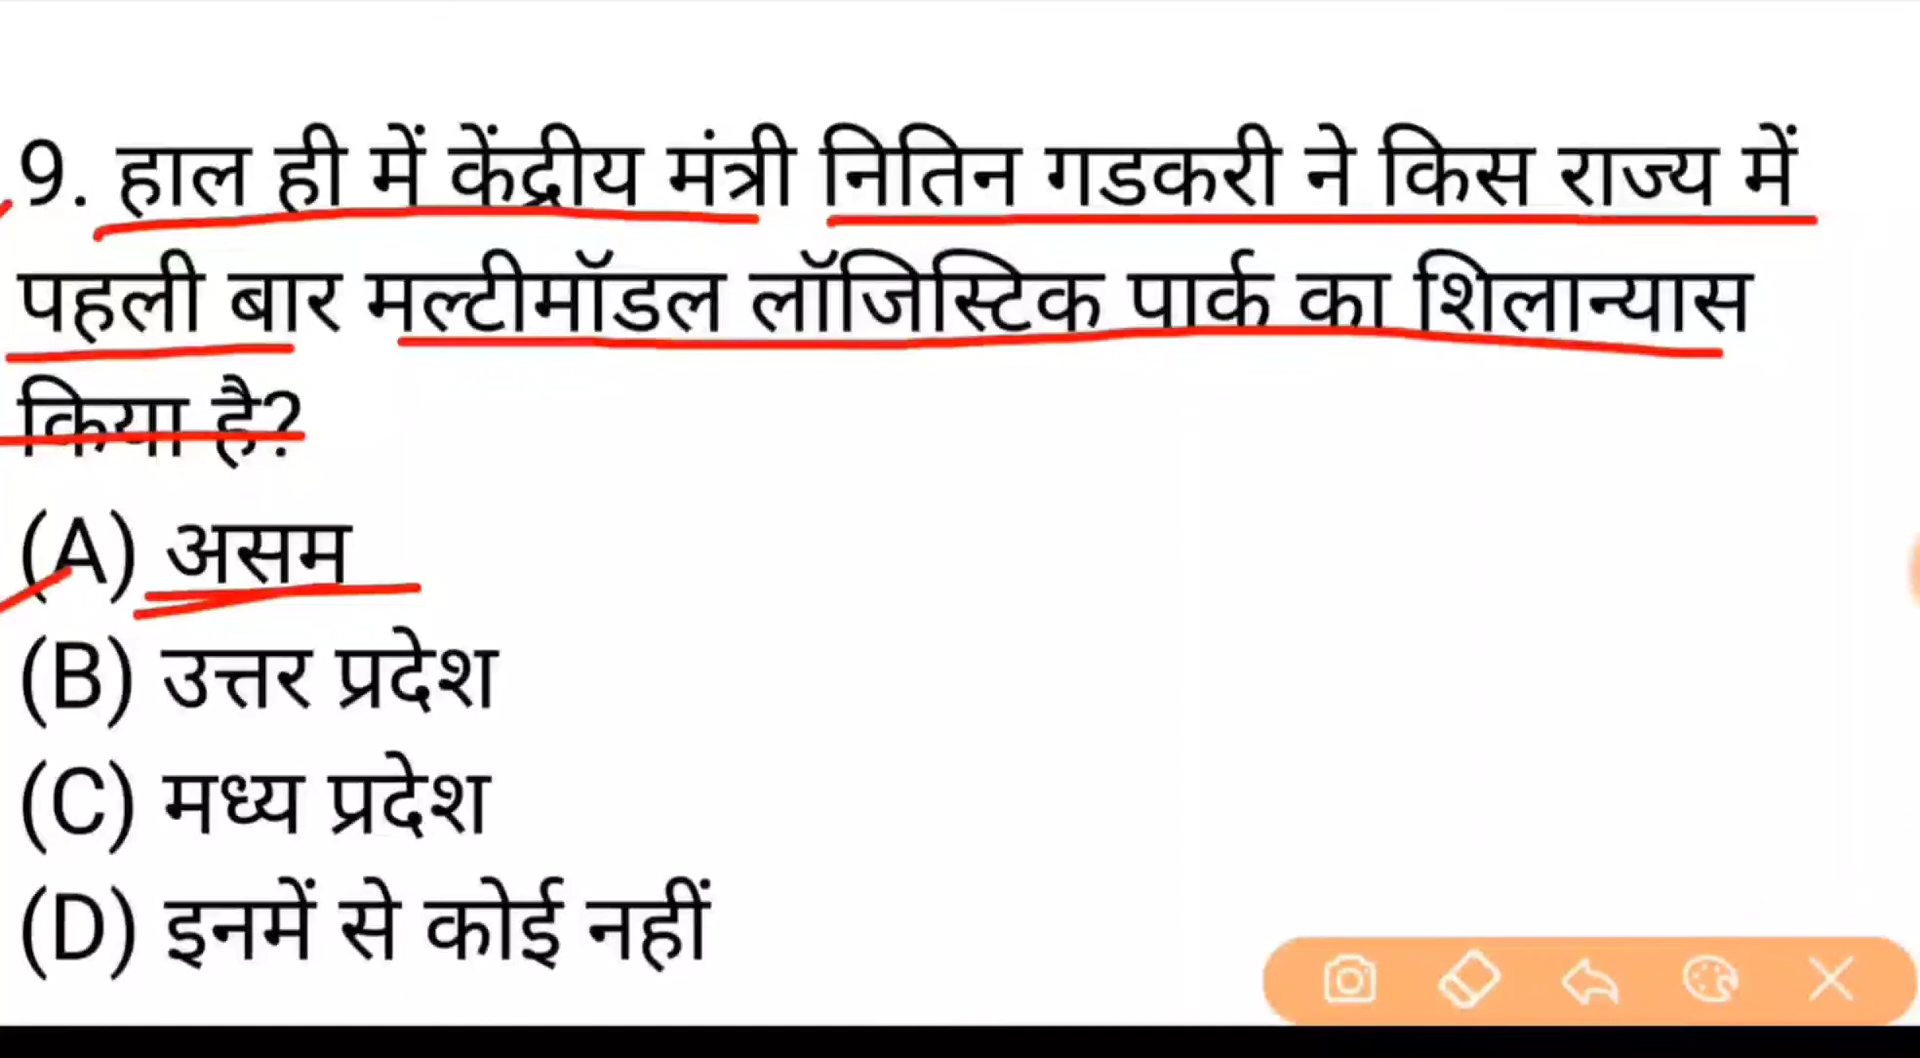 9. हाल ही में केंद्रीय मंत्री नितिन गडकरी ने किस राज्य में
पहली बार मल्टीमॉडल लॉजिस्टिक पार्क का शिलान्यास
किया है?
(A) असम
(B) उत्तर प्रदेश
(C) मध्य प्रदेश
(D) इनमें से कोई नहीं